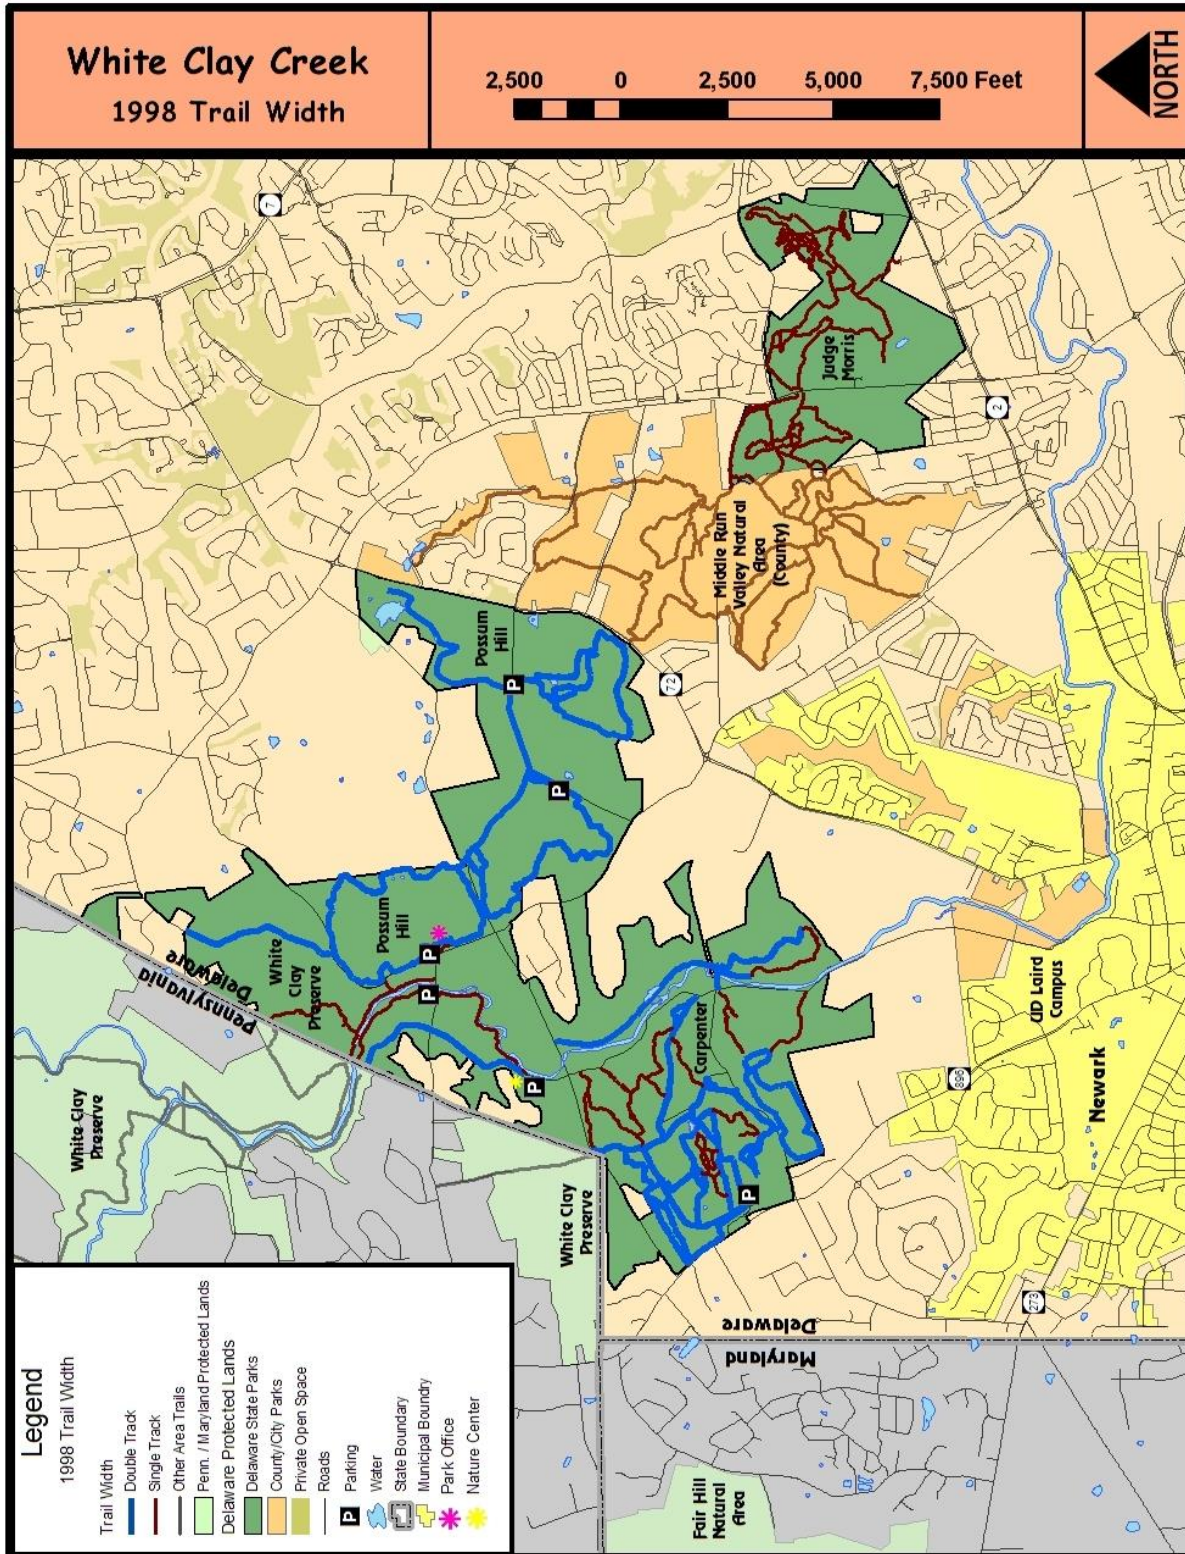 White Clay Creek
1998 Trail Width
2,500 0 2,500 5,000 7,500 Feet
NORTH
7
Judge
Morris
2
Middle Run
Valley Natural
Area
(County)
Possum
Hill
P
72
P
Possum
Hill
P
P
White
Clay
Preserve
Delaware
Pennsylvania
White Clay
Preserve
Carpenter
P
P
UD Laird
Campus
896
Newark
White Clay
Preserve
273
Delaware
Maryland
Fair Hill
Natural
Area
Legend
1998 Trail Width
Trail Width
Double Track
Single Track
Other Area Trails
Penn. / Maryland Protected Lands
Delaware Protected Lands
Delaware State Parks
County/City Parks
Private Open Space
Roads
P Parking
Water
State Boundary
Municipal Boundry
Park Office
Nature Center